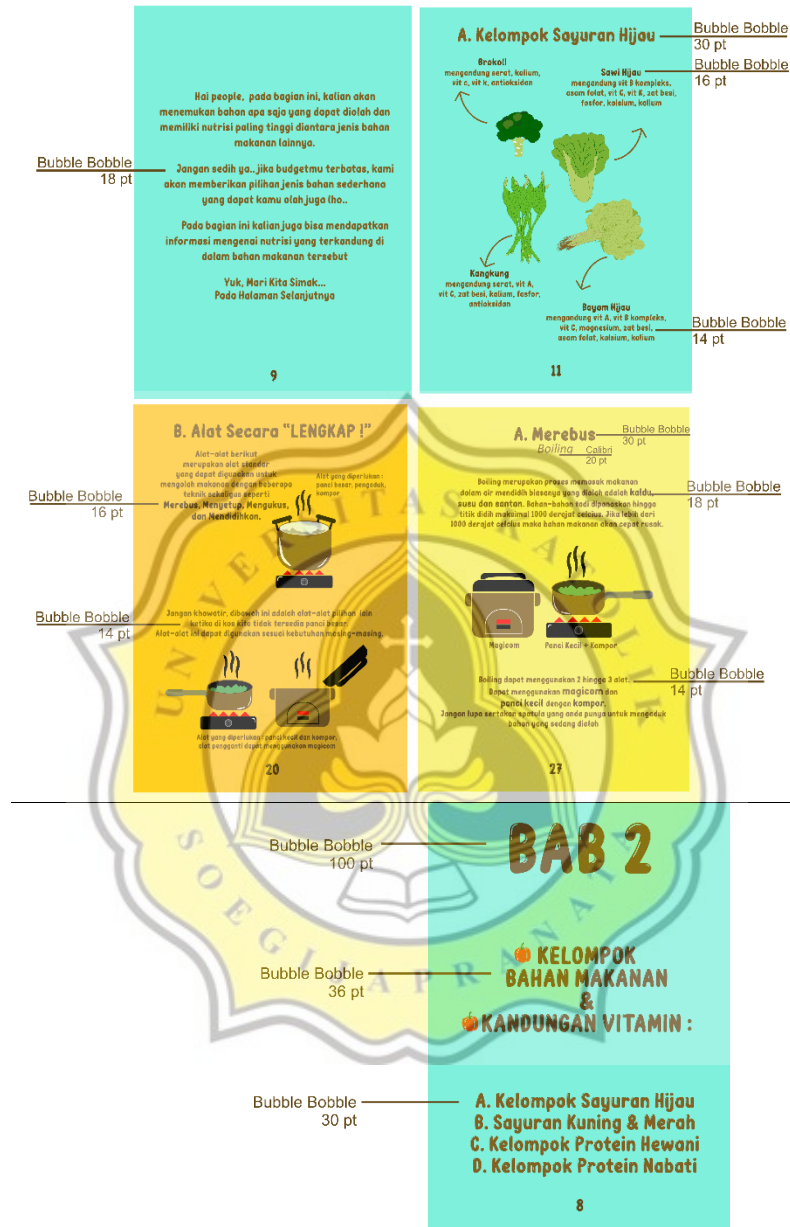 Hai people, pada bagian ini, kalian akan
menemukan bahan apa saja yang dapat diolah dan
memiliki nutrisi paling tinggi diantara jenis bahan
makanan lainnya.
Jangan sedih ya..jika budgetmu terbatas, kami
akan memberikan pilihan jenis bahan sederhana
yang dapat kamu olah juga lho..
Pada bagian ini kalian juga bisa mendapatkan
informasi mengenai nutrisi yang terkandung di
dalam bahan makanan tersebut
Yuk, Mari Kita Simak...
Pada Halaman Selanjutnya
9
Bubble Bobble
18 pt
A. Kelompok Sayuran Hijau
Bubble Bobble
30 pt
Brokoli
mengandung serat, kalium,
vit c, vit k, antioksidan
Sawi Hijau
mengandung vit B kompleks,
asam folat, vit C, vit K, zat besi,
fosfor, kalsium, kalium
Bubble Bobble
16 pt
Kangkung
mengandung serat, vit A,
vit C, zat besi, kalium, fosfor,
antioksidan
Bayam Hijau
mengandung vit A, vit B kompleks,
vit C, magnesium, zat besi,
asam folat, kalsium, kalium
Bubble Bobble
14 pt
11
B. Alat Secara “LENGKAP !”
Alat-alat berikut
merupakan alat standar
yang dapat digunakan untuk
mengolah makanan dengan beberapa
teknik sekaligus seperti
Merebus, Menyetup, Mengukus,
dan Mendidihkan.
Bubble Bobble
16 pt
Alat yang diperlukan :
panci besar, pengaduk,
kompor
Jangan khawatir, dibawah ini adalah alat-alat pilihan lain
ketika di kos kita tidak tersedia panci besar.
Alat-alat ini dapat digunakan sesuai kebutuhan masing-masing.
Bubble Bobble
14 pt
Alat yang diperlukan : panci kecil dan kompor,
alat pengganti dapat menggunakan magicom
20
A. Merebus
Bubble Bobble
30 pt
Boiling
Calibri
20 pt
Boiling merupakan proses memasak makanan
dalam air mendidih biasanya yang diolah adalah kaldu,
susu dan santan. Bahan-bahan tadi dipanaskan hingga
titik didih maksimal 1000 derajat celcius. Jika lebih dari
1000 derajat celcius maka bahan makanan akan cepat rusak.
Bubble Bobble
18 pt
Magicom
Panci Kecil + Kompor
Boiling dapat menggunakan 2 hingga 3 alat.
Dapat menggunakan magicom dan
panci kecil dengan kompor.
Jangan lupa sertakan spatula yang anda punya untuk mengaduk
bahan yang sedang diolah
Bubble Bobble
14 pt
27
BAB 2
Bubble Bobble
100 pt
KELOMPOK
BAHAN MAKANAN
&
KANDUNGAN VITAMIN :
Bubble Bobble
36 pt
A. Kelompok Sayuran Hijau
B. Sayuran Kuning & Merah
C. Kelompok Protein Hewani
D. Kelompok Protein Nabati
Bubble Bobble
30 pt
8
UNIVERSITAS KATOLIK
SOEGIJAPRANATA